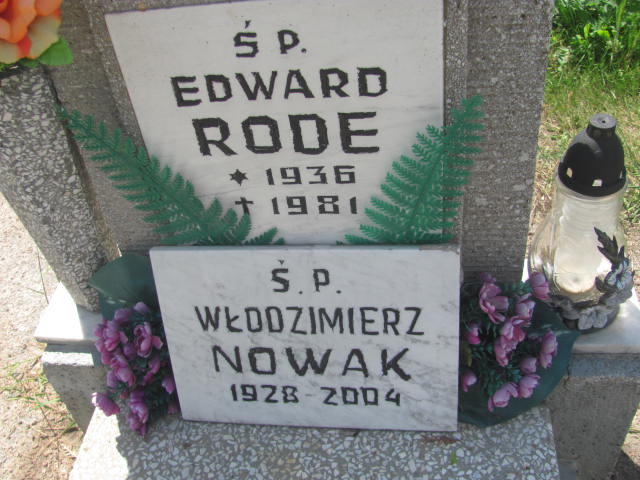 Ś P.
EDWARD
RODE
* 1936
† 1981
Ś. P.
WŁODZIMIERZ
NOWAK
1928-2004